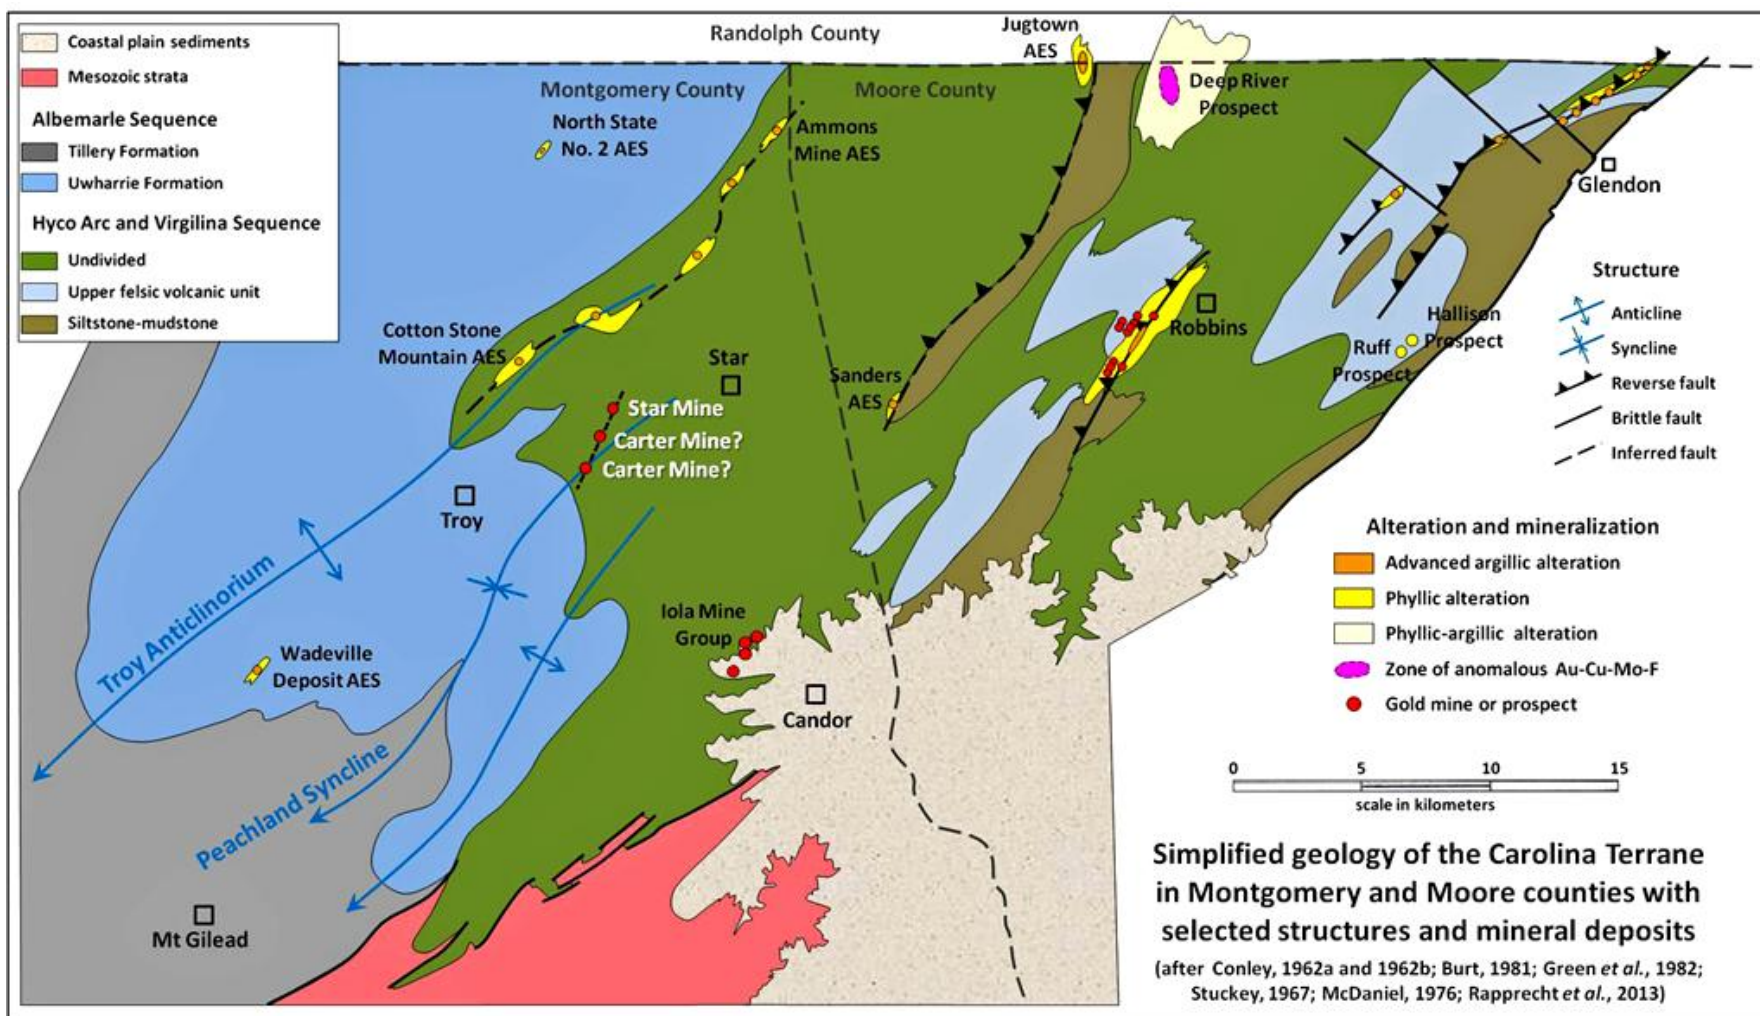 Coastal plain sediments
Mesozoic strata
Albemarle Sequence
Tillery Formation
Uwharrie Formation
Hyco Arc and Virgilina Sequence
Undivided
Upper felsic volcanic unit
Siltstone-mudstone
Randolph County
Montgomery County
Moore County
Jugtown
AES
Deep River
Prospect
North State
No. 2 AES
Ammons
Mine AES
Glendon
Cotton Stone
Mountain AES
Star
Sanders
AES
Robbins
Hallison
Prospect
Ruff
Prospect
Star Mine
Carter Mine?
Carter Mine?
Troy
Troy Anticlinorium
Iola Mine
Group
Wadeville
Deposit AES
Candor
Peachland Syncline
Mt Gilead
Structure
Anticline
Syncline
Reverse fault
Brittle fault
Inferred fault
Alteration and mineralization
Advanced argillic alteration
Phyllic alteration
Phyllic-argillic alteration
Zone of anomalous Au-Cu-Mo-F
Gold mine or prospect
0 5 10 15
scale in kilometers
Simplified geology of the Carolina Terrane
in Montgomery and Moore counties with
selected structures and mineral deposits
(after Conley, 1962a and 1962b; Burt, 1981; Green et al., 1982;
Stuckey, 1967; McDaniel, 1976; Rapprecht et al., 2013)